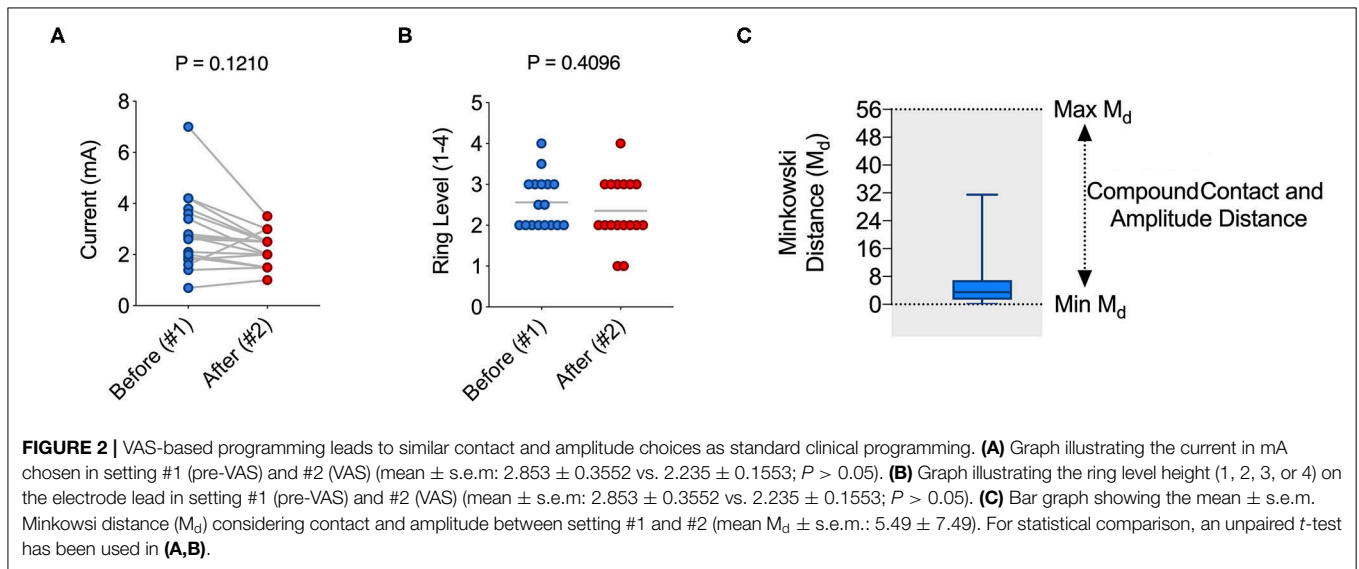 A
P = 0.1210
Current (mA)
8
6
4
2
0
Before (#1)
After (#2)
B
P = 0.4096
Ring Level (1-4)
5
4
3
2
1
0
Before (#1)
After (#2)
C
Minkowski
Distance (Md)
56
48
40
32
24
16
8
0
Max Md
Compound Contact and
Amplitude Distance
Min Md
FIGURE 2 | VAS-based programming leads to similar contact and amplitude choices as standard clinical programming. (A) Graph illustrating the current in mA
chosen in setting #1 (pre-VAS) and #2 (VAS) (mean ± s.e.m: 2.853 ± 0.3552 vs. 2.235 ± 0.1553; P > 0.05). (B) Graph illustrating the ring level height (1, 2, 3, or 4) on
the electrode lead in setting #1 (pre-VAS) and #2 (VAS) (mean ± s.e.m: 2.853 ± 0.3552 vs. 2.235 ± 0.1553; P > 0.05). (C) Bar graph showing the mean ± s.e.m.
Minkowsi distance (Md) considering contact and amplitude between setting #1 and #2 (mean Md ± s.e.m.: 5.49 ± 7.49). For statistical comparison, an unpaired t-test
has been used in (A,B).